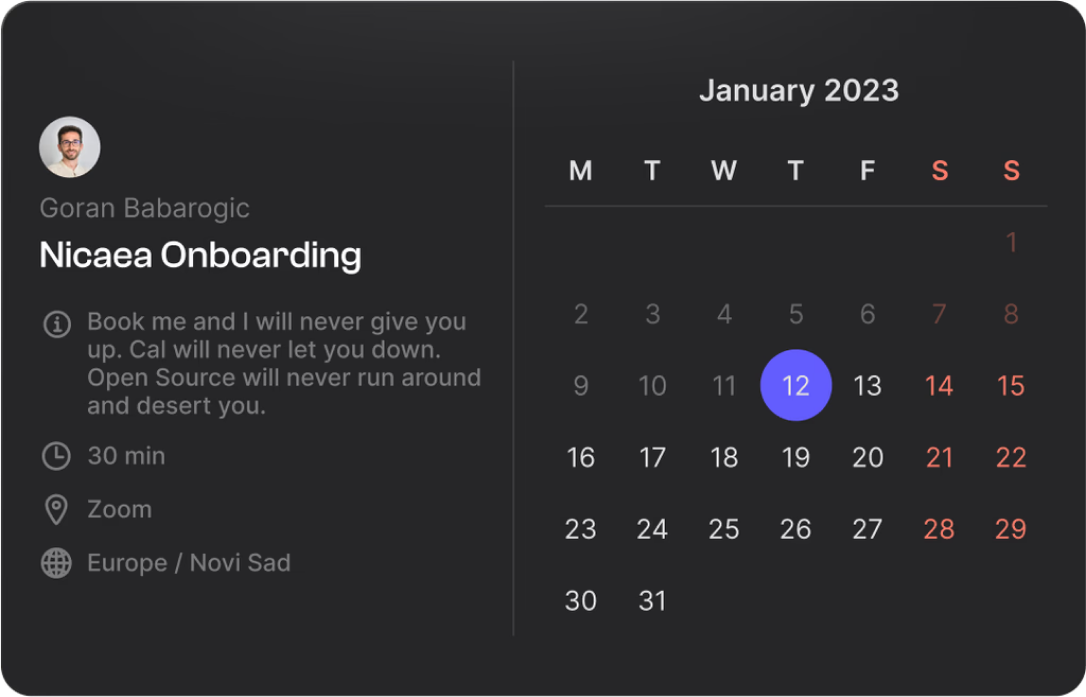 Goran Babarogic
Nicaea Onboarding
Book me and I will never give you
up. Cal will never let you down.
Open Source will never run around
and desert you.
30 min
Zoom
Europe / Novi Sad
January 2023
M T W T F S S
1
2 3 4 5 6 7 8
9 10 11 12 13 14 15
16 17 18 19 20 21 22
23 24 25 26 27 28 29
30 31